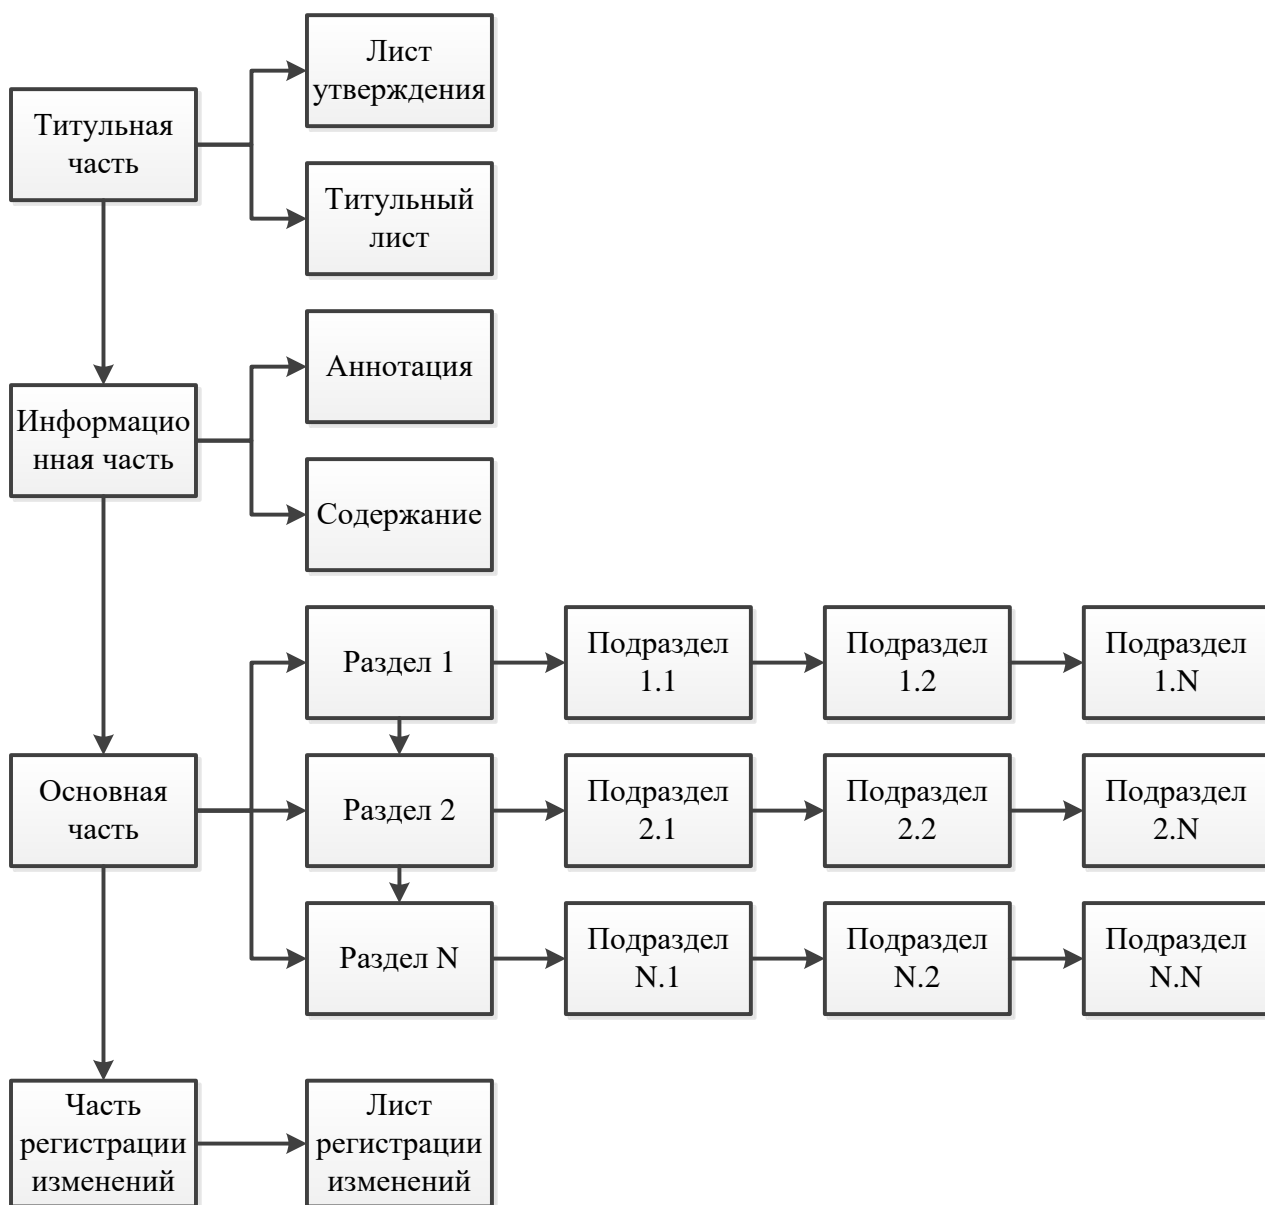 Лист
утверждения
Титульная
часть
Титульный
лист
Аннотация
Информацио
нная часть
Содержание
Раздел 1
Подраздел
1.1
Подраздел
1.2
Подраздел
1.N
Основная
часть
Раздел 2
Подраздел
2.1
Подраздел
2.2
Подраздел
2.N
Раздел N
Подраздел
N.1
Подраздел
N.2
Подраздел
N.N
Часть
регистрации
изменений
Лист
регистрации
изменений